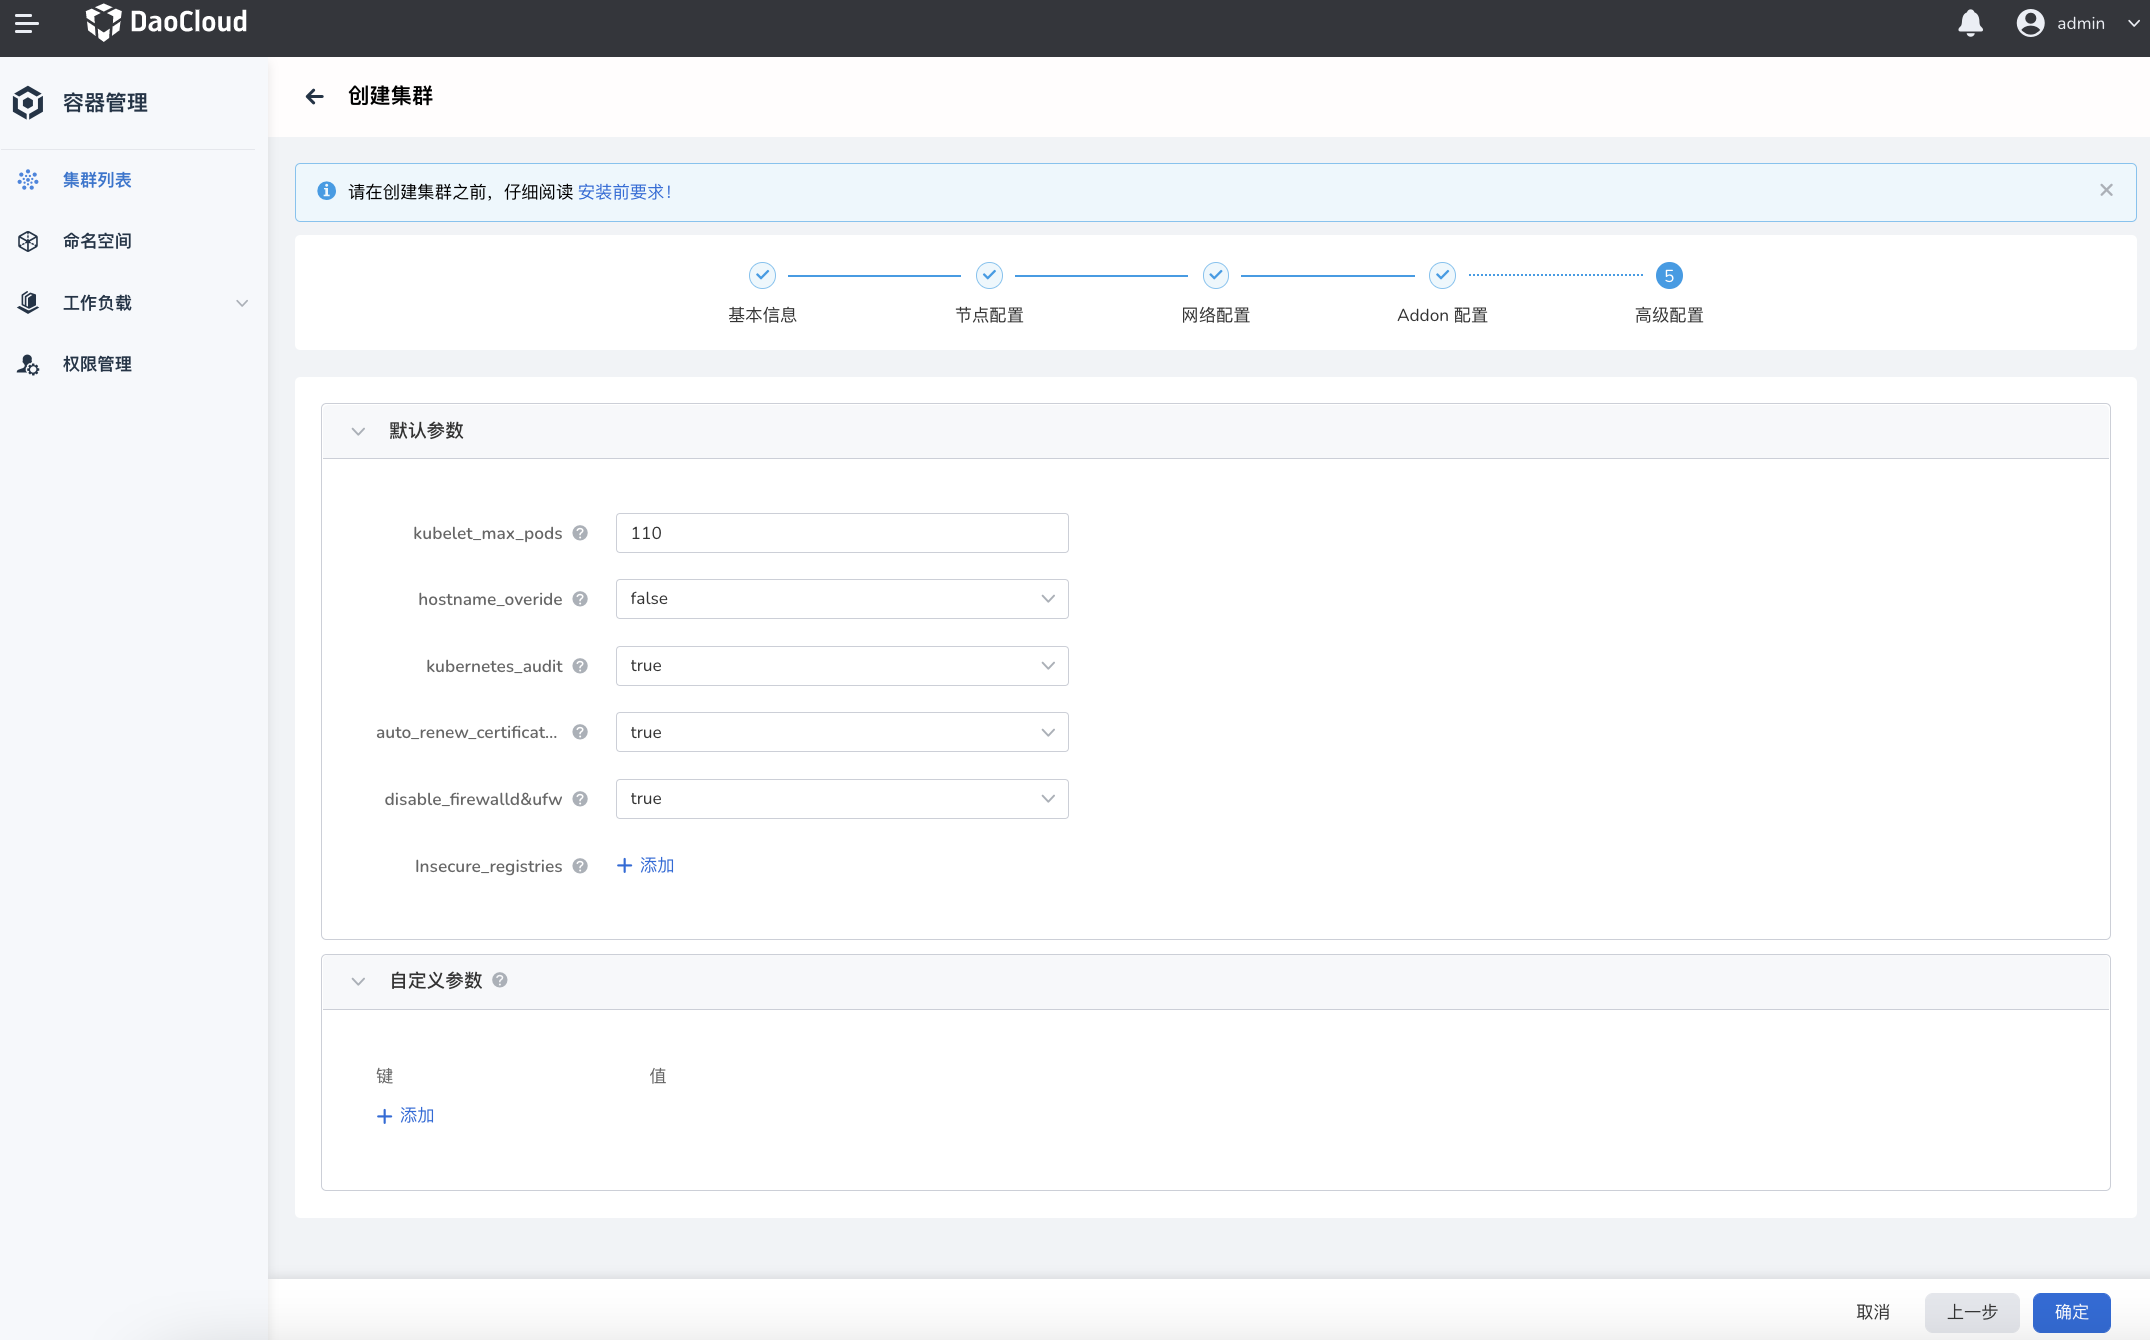 DaoCloud
admin
容器管理
集群列表
命名空间
工作负载
权限管理
创建集群
请在创建集群之前，仔细阅读 安装前要求！
5
基本信息
节点配置
网络配置
Addon 配置
高级配置
默认参数
kubelet_max_pods ? 110
hostname_overide ? false
kubernetes_audit ? true
auto_renew_certificat... ? true
disable_firewalld&ufw ? true
Insecure_registries ? + 添加
自定义参数 ?
键 值
+ 添加
取消 上一步 确定